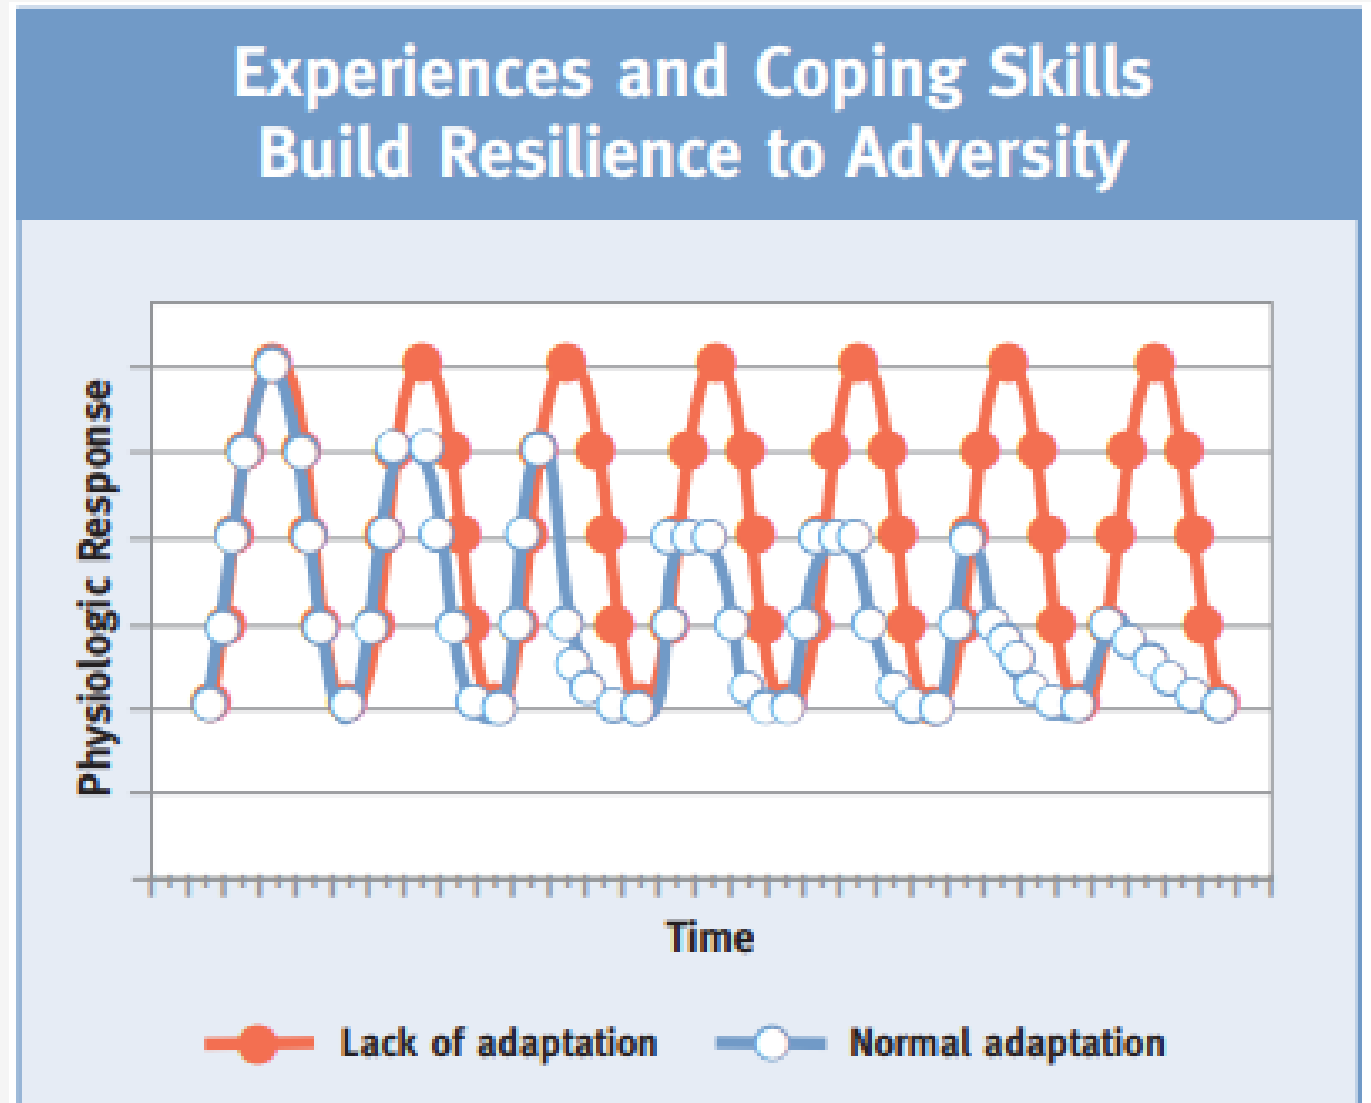 Experiences and Coping Skills
Build Resilience to Adversity
Physiologic Response
Time
Lack of adaptation
Normal adaptation